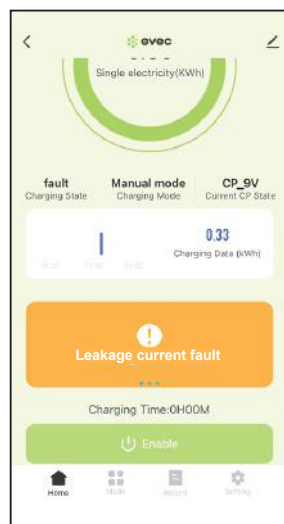 evec
Single electricity(KWh)
fault Manual mode CP_9V
Charging State Charging Mode Current CP State
0.33
Charging Data (kWh)
Leakage current fault
Charging Time:0H00M
Enable
Home Mode Record Setting